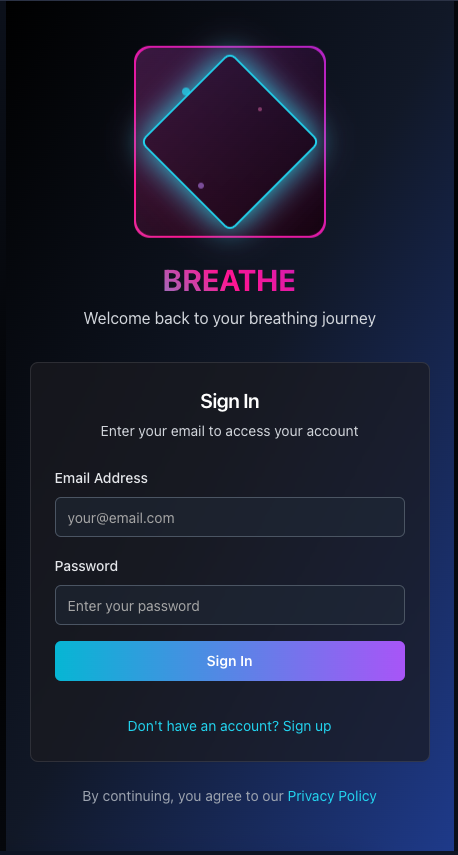 BREATHE
Welcome back to your breathing journey
Sign In
Enter your email to access your account
Email Address
your@email.com
Password
Enter your password
Sign In
Don't have an account? Sign up
By continuing, you agree to our Privacy Policy